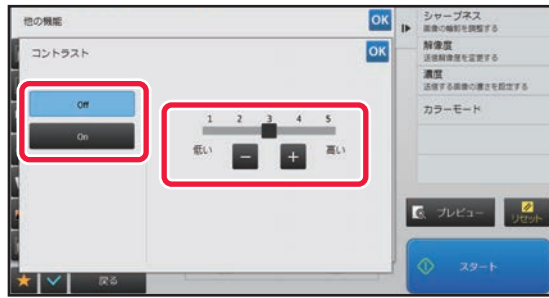 他の機能
OK
コントラスト
OK
Off
On
1 2 3 4 5
低い
高い
シャープネス
画像の輪郭を調整する
解像度
送信解像度を変更する
濃度
送信する画像の濃さを設定する
カラーモード
プレビュー
リセット
スタート
戻る